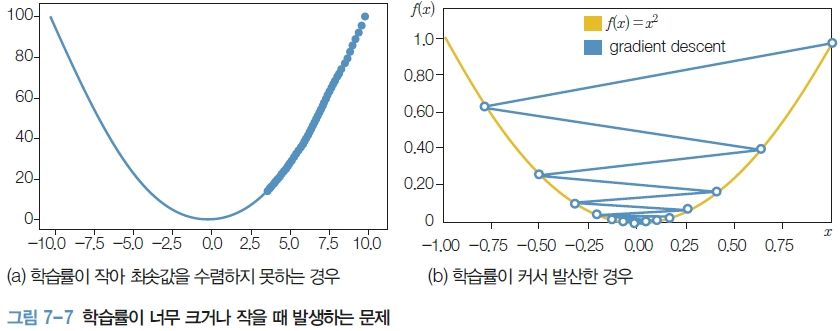 100
80
60
40
20
0
-10.0 -7.5 -5.0 -2.5 0.0 2.5 5.0 7.5 10.0
(a) 학습률이 작아 최솟값을 수렴하지 못하는 경우
f(x)
f(x)=x²
gradient descent
1.0
0.80
0.60
0.40
0.20
0
x
-1.00 -0.75 -0.50 -0.25 0.00 0.25 0.50 0.75
(b) 학습률이 커서 발산한 경우
그림 7-7 학습률이 너무 크거나 작을 때 발생하는 문제